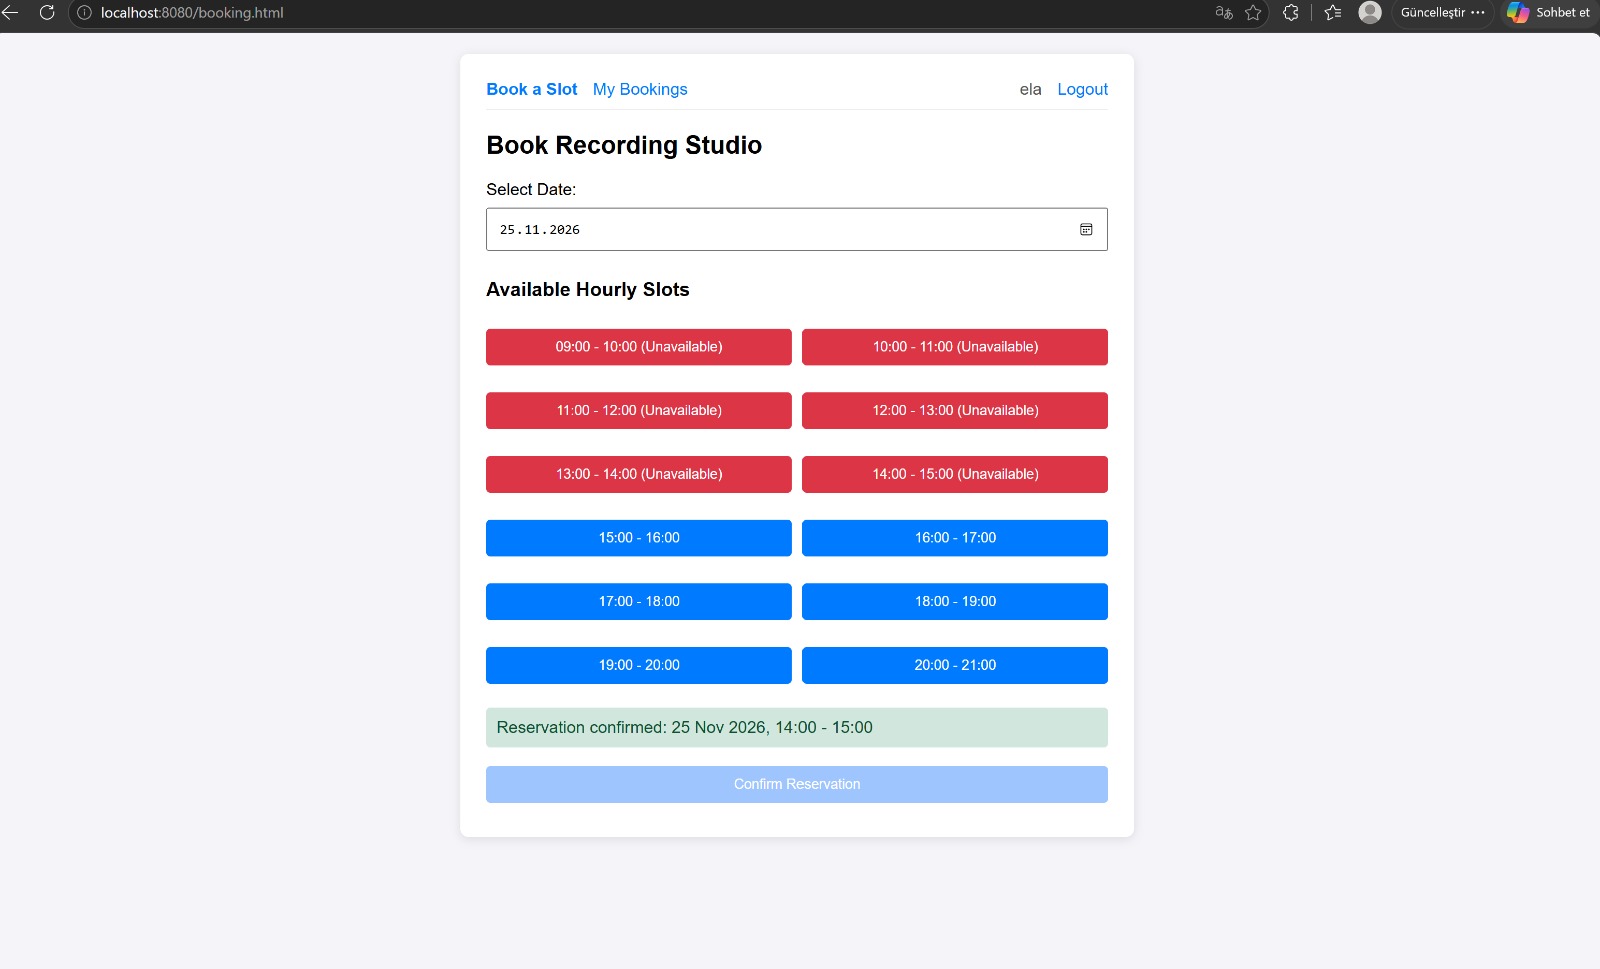 localhost:8080/booking.html
Güncelleştir
Sohbet et
Book a Slot My Bookings ela Logout
Book Recording Studio
Select Date:
25.11.2026
Available Hourly Slots
09:00 - 10:00 (Unavailable) 10:00 - 11:00 (Unavailable)
11:00 - 12:00 (Unavailable) 12:00 - 13:00 (Unavailable)
13:00 - 14:00 (Unavailable) 14:00 - 15:00 (Unavailable)
15:00 - 16:00 16:00 - 17:00
17:00 - 18:00 18:00 - 19:00
19:00 - 20:00 20:00 - 21:00
Reservation confirmed: 25 Nov 2026, 14:00 - 15:00
Confirm Reservation